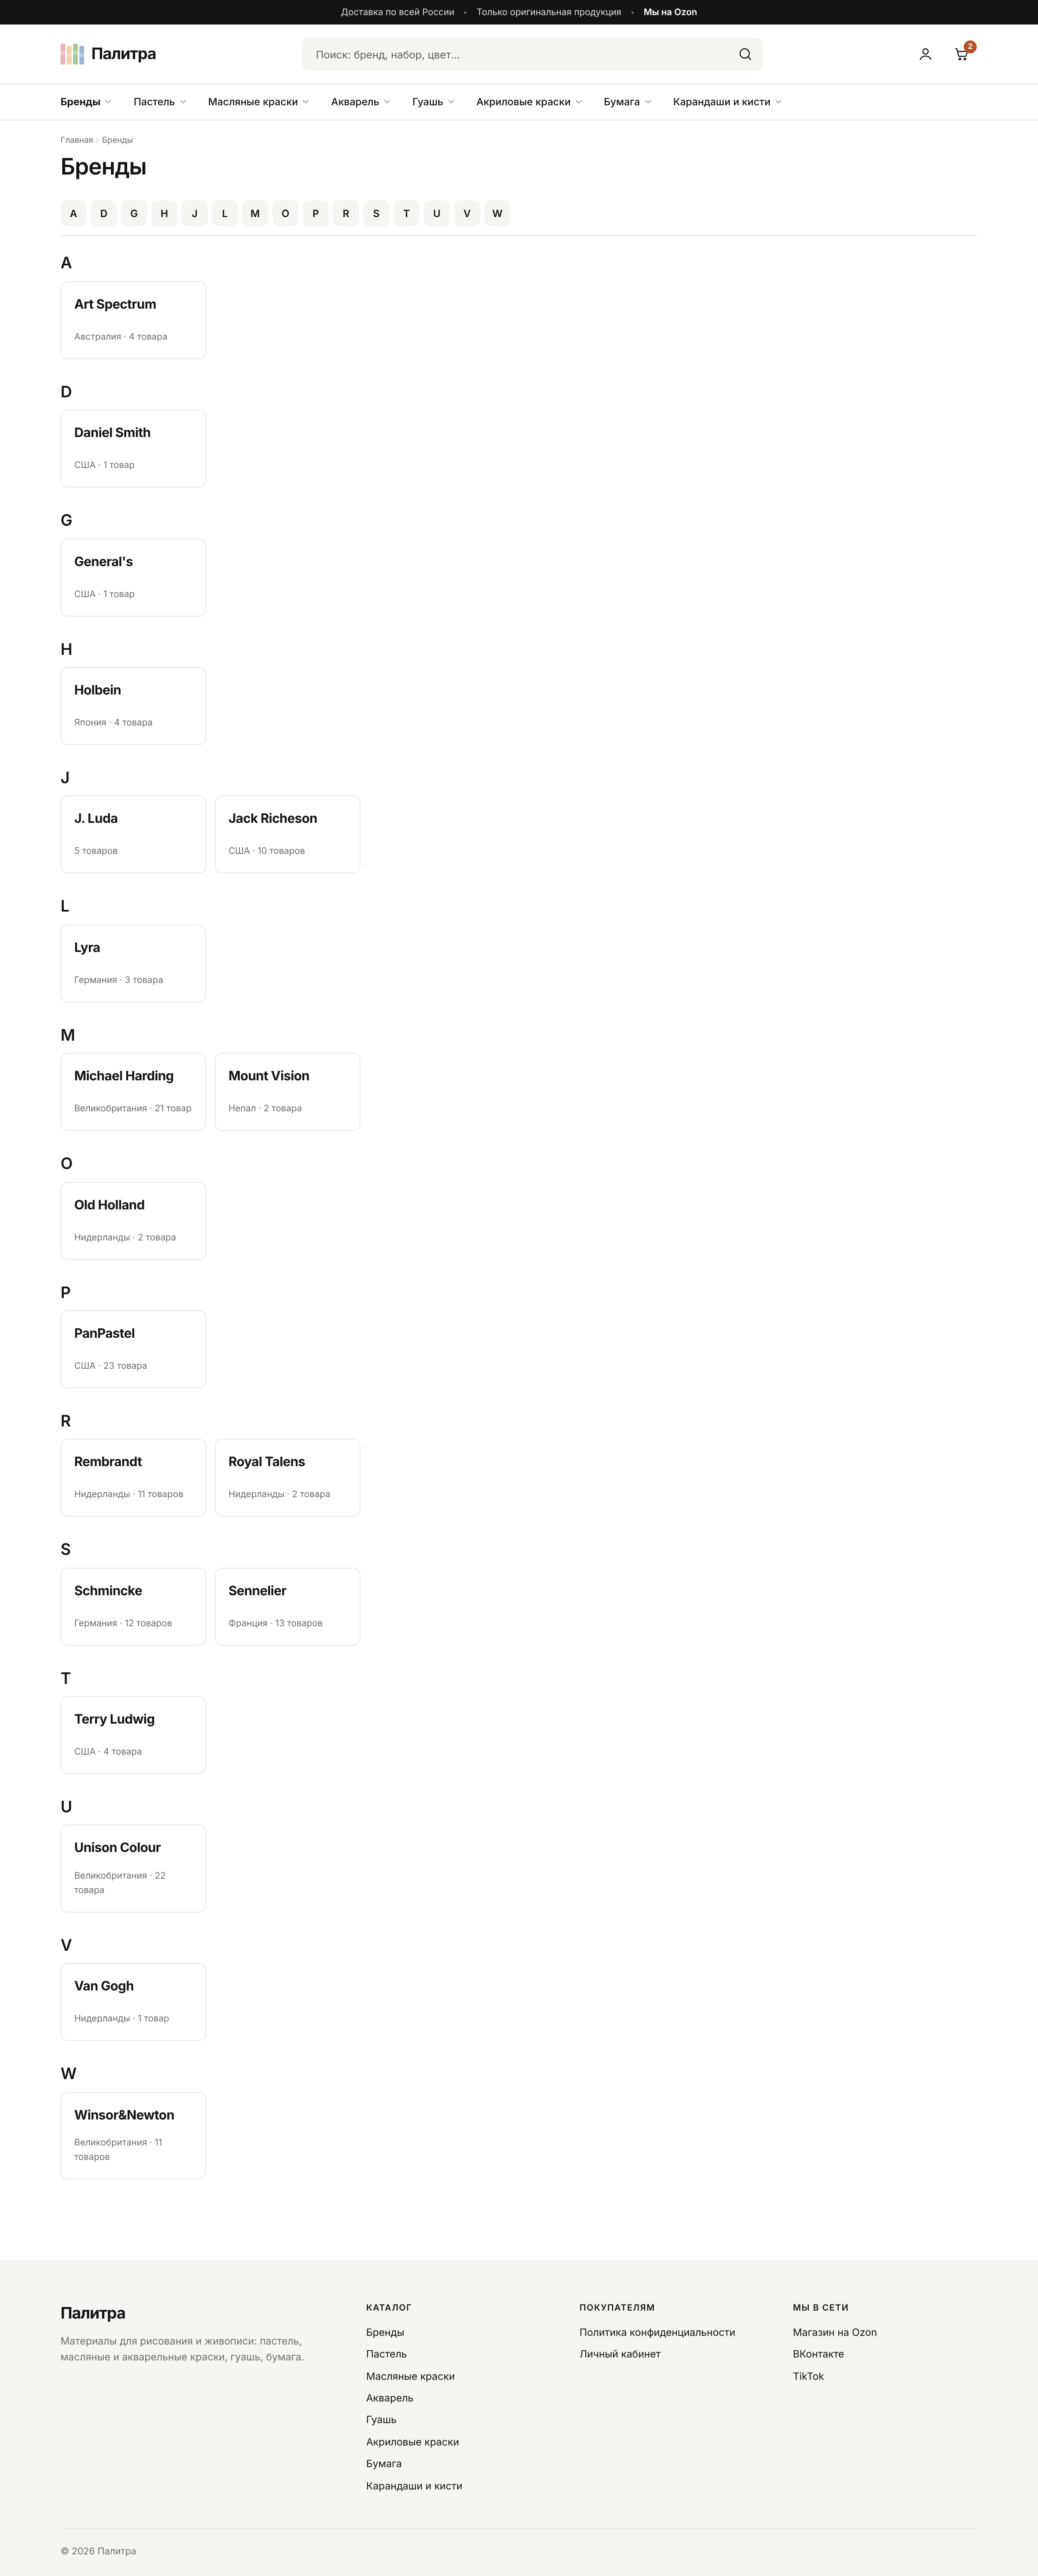 Доставка по всей России • Только оригинальная продукция • Мы на Ozon
Палитра
Поиск: бренд, набор, цвет...
2
Бренды Пастель Масляные краски Акварель Гуашь Акриловые краски Бумага Карандаши и кисти
Главная › Бренды
Бренды
A D G H J L M O P R S T U V W
A
Art Spectrum
Австралия · 4 товара
D
Daniel Smith
США · 1 товар
G
General's
США · 1 товар
H
Holbein
Япония · 4 товара
J
J. Luda
5 товаров
Jack Richeson
США · 10 товаров
L
Lyra
Германия · 3 товара
M
Michael Harding
Великобритания · 21 товар
Mount Vision
Непал · 2 товара
O
Old Holland
Нидерланды · 2 товара
P
PanPastel
США · 23 товара
R
Rembrandt
Нидерланды · 11 товаров
Royal Talens
Нидерланды · 2 товара
S
Schmincke
Германия · 12 товаров
Sennelier
Франция · 13 товаров
T
Terry Ludwig
США · 4 товара
U
Unison Colour
Великобритания · 22
товара
V
Van Gogh
Нидерланды · 1 товар
W
Winsor&Newton
Великобритания · 11
товаров
Палитра
Материалы для рисования и живописи: пастель,
масляные и акварельные краски, гуашь, бумага.
КАТАЛОГ
Бренды
Пастель
Масляные краски
Акварель
Гуашь
Акриловые краски
Бумага
Карандаши и кисти
ПОКУПАТЕЛЯМ
Политика конфиденциальности
Личный кабинет
МЫ В СЕТИ
Магазин на Ozon
ВКонтакте
TikTok
© 2026 Палитра